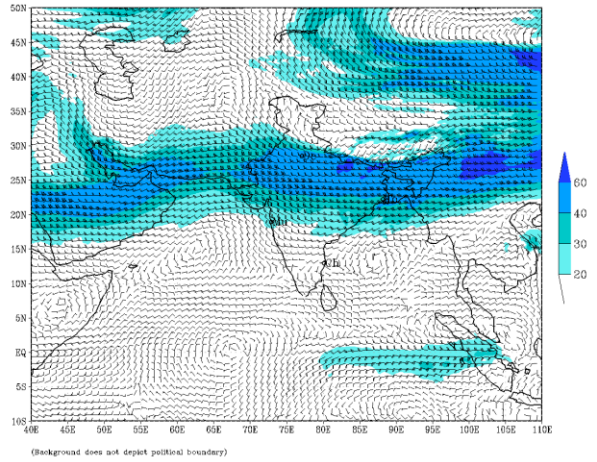 50N
45N
40N
35N
30N
25N
20N
15N
10N
5N
EQ
5S
10S
40E 45E 50E 55E 60E 65E 70E 75E 80E 85E 90E 95E 100E 105E 110E
60
40
30
20
(Background does not depict political boundary)